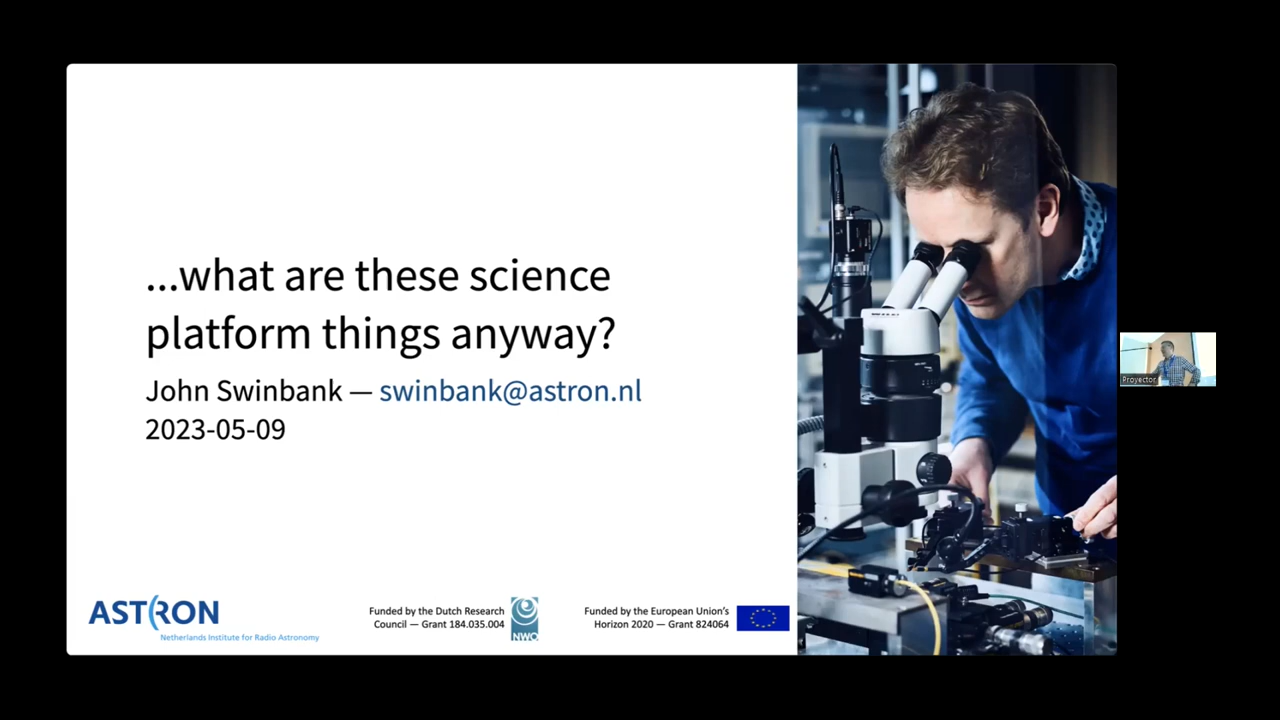 ...what are these science
platform things anyway?
John Swinbank — swinbank@astron.nl
2023-05-09
ASTRON
Netherlands Institute for Radio Astronomy
Funded by the Dutch Research
Council — Grant 184.035.004
NWO
Funded by the European Union's
Horizon 2020 — Grant 824064
Proyector